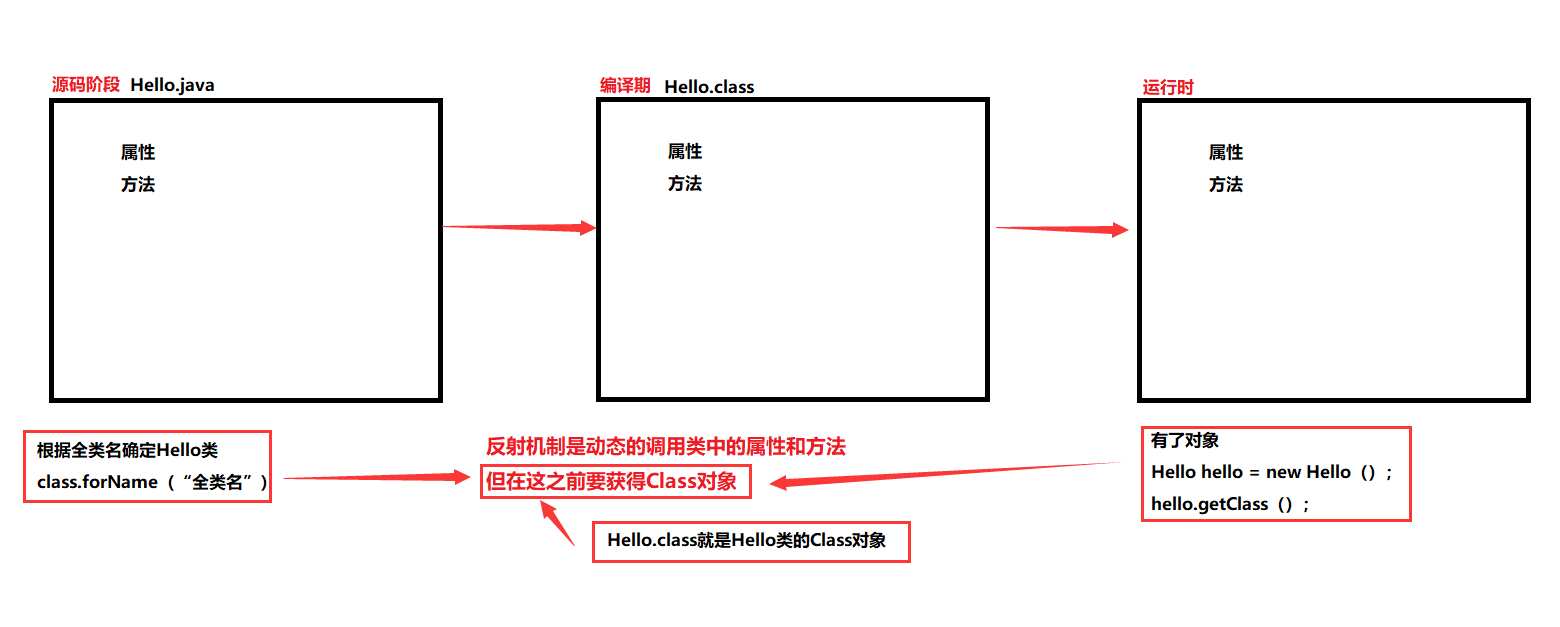 源码阶段 Hello.java
属性
方法
编译期 Hello.class
属性
方法
运行时
属性
方法
根据全类名确定Hello类
class.forName（“全类名”）
反射机制是动态的调用类中的属性和方法
但在这之前要获得Class对象
Hello.class就是Hello类的Class对象
有了对象
Hello hello = new Hello（）;
hello.getClass（）;